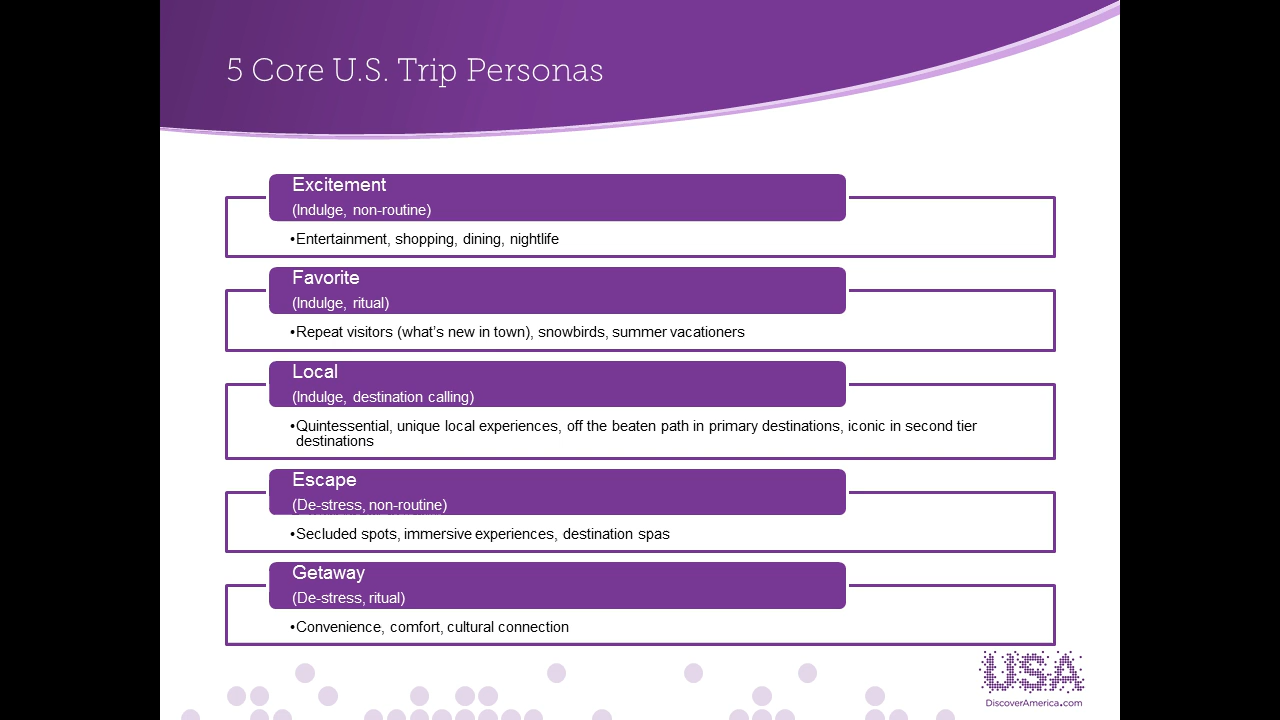 5 Core U.S. Trip Personas
Excitement
(Indulge, non-routine)
•Entertainment, shopping, dining, nightlife
Favorite
(Indulge, ritual)
•Repeat visitors (what's new in town), snowbirds, summer vacationers
Local
(Indulge, destination calling)
•Quintessential, unique local experiences, off the beaten path in primary destinations, iconic in second tier
destinations
Escape
(De-stress, non-routine)
•Secluded spots, immersive experiences, destination spas
Getaway
(De-stress, ritual)
•Convenience, comfort, cultural connection
USA
DiscoverAmerica.com